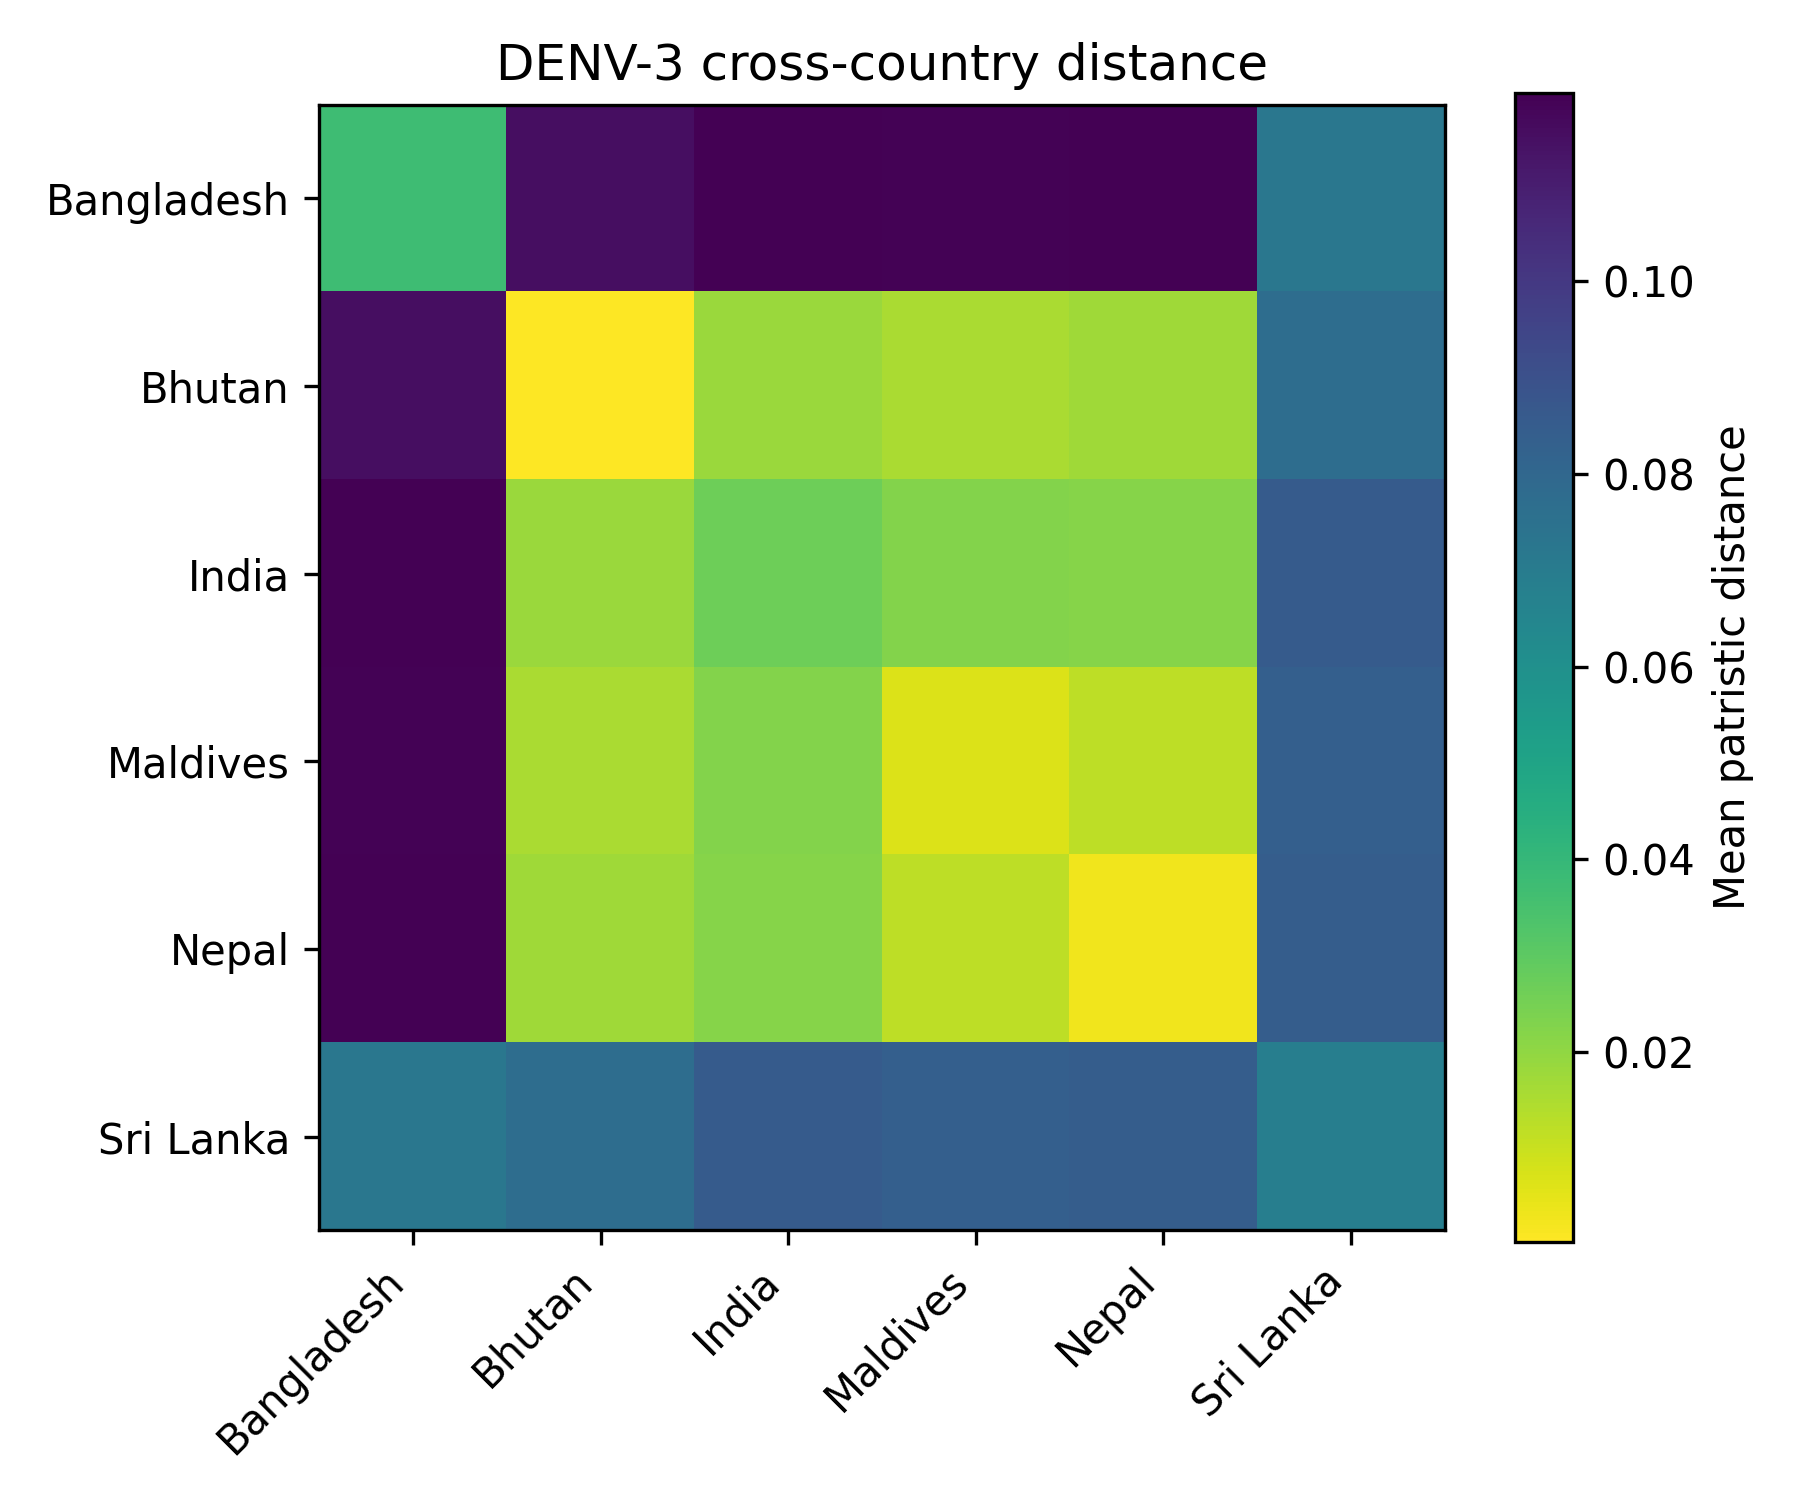 DENV-3 cross-country distance
Bangladesh
Bhutan
India
Maldives
Nepal
Sri Lanka
Bangladesh
Bhutan
India
Maldives
Nepal
Sri Lanka
0.10
0.08
0.06
0.04
0.02
Mean patristic distance